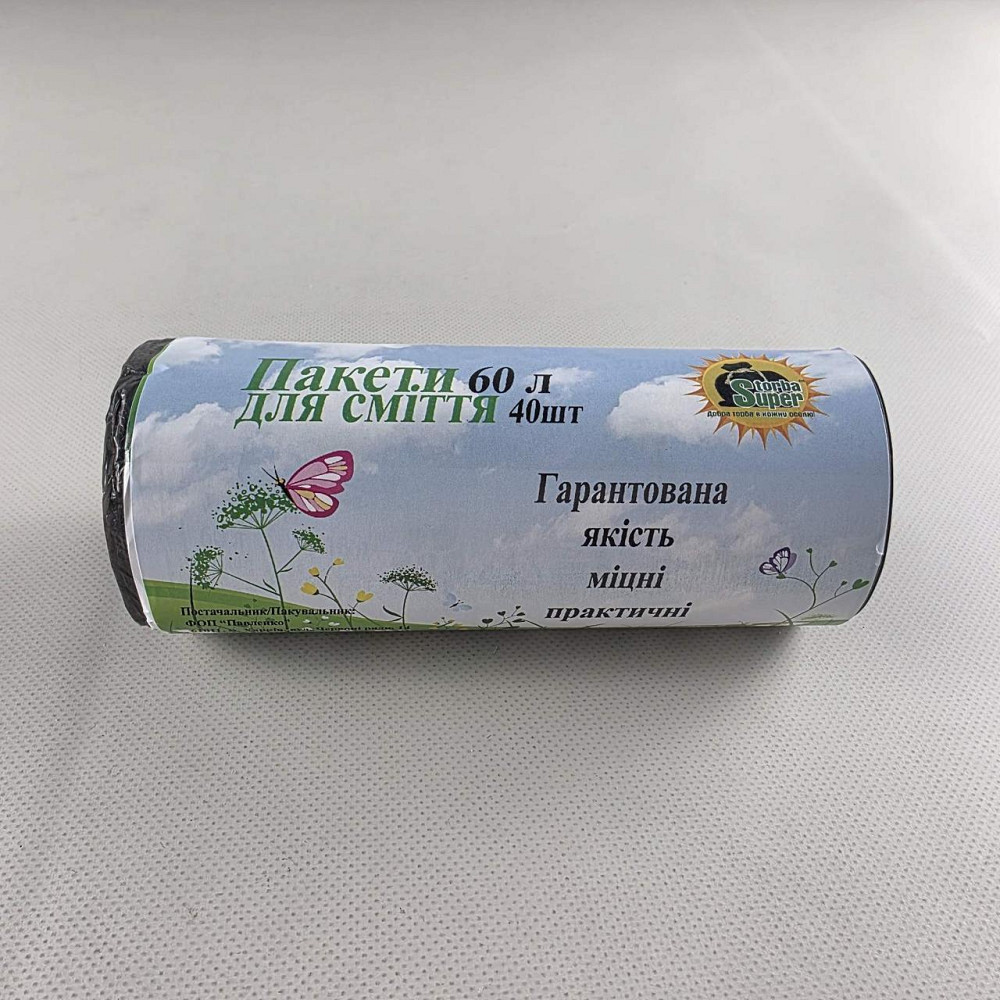 Пакети 60 л
для сміття 40шт
Storba
Super
Добра торба в кожну оселю!
Гарантована
якість
міцні
практичні
Постачальник/Пакувальник:
ФОП "Павленко"